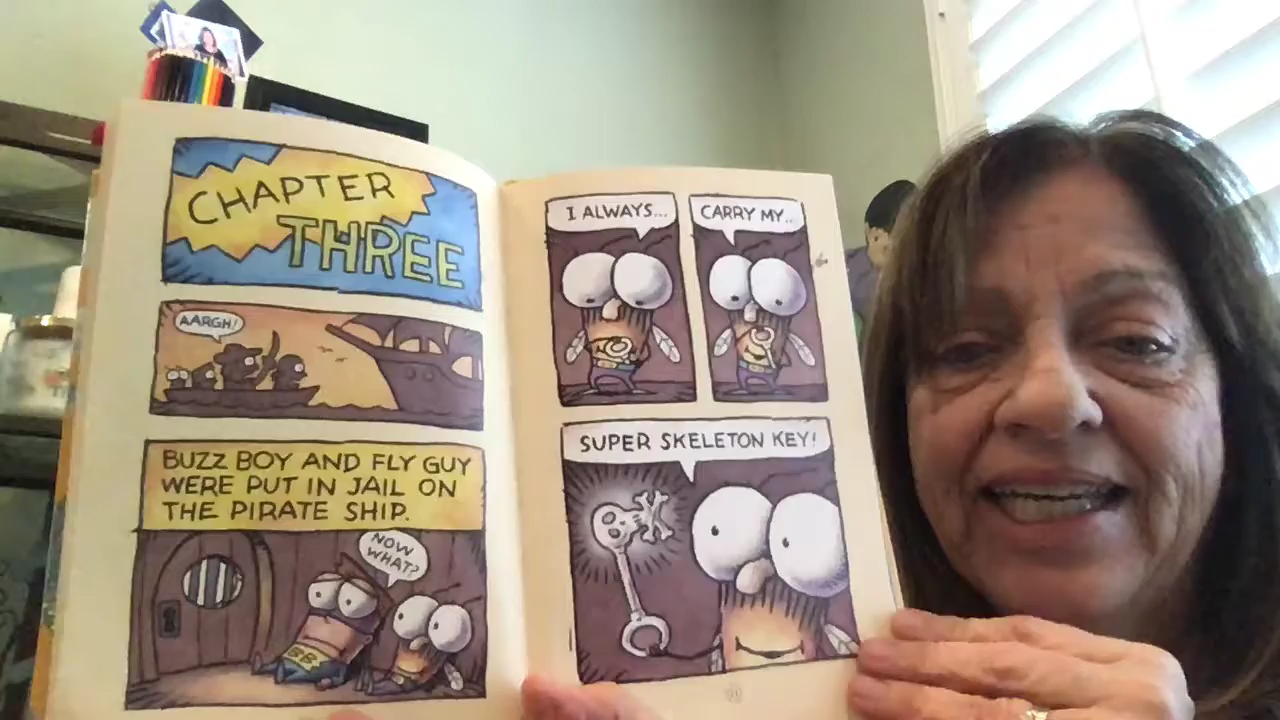 CHAPTER
THREE
AARGH!
BUZZ BOY AND FLY GUY
WERE PUT IN JAIL ON
THE PIRATE SHIP.
NOW
WHAT?
BB
I ALWAYS...
CARRY MY...
SUPER SKELETON KEY!